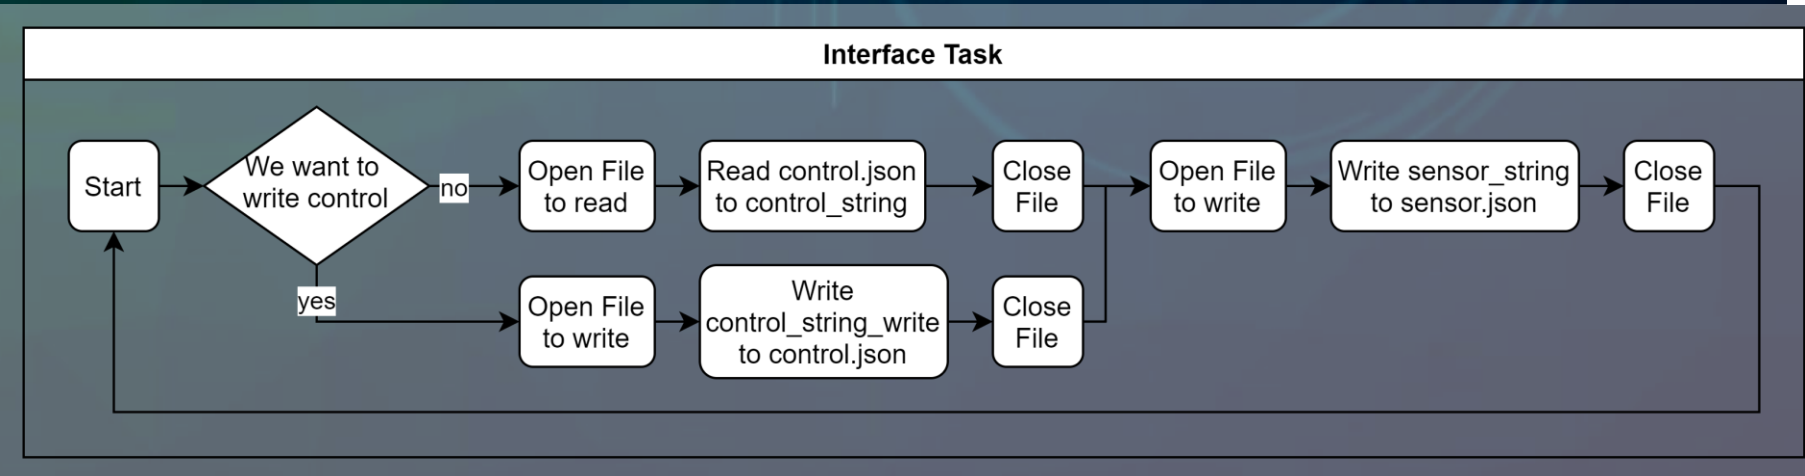 Interface Task
Start
We want to
write control
no
Open File
to read
Read control.json
to control_string
Close
File
Open File
to write
Write sensor_string
to sensor.json
Close
File
yes
Open File
to write
Write
control_string_write
to control.json
Close
File